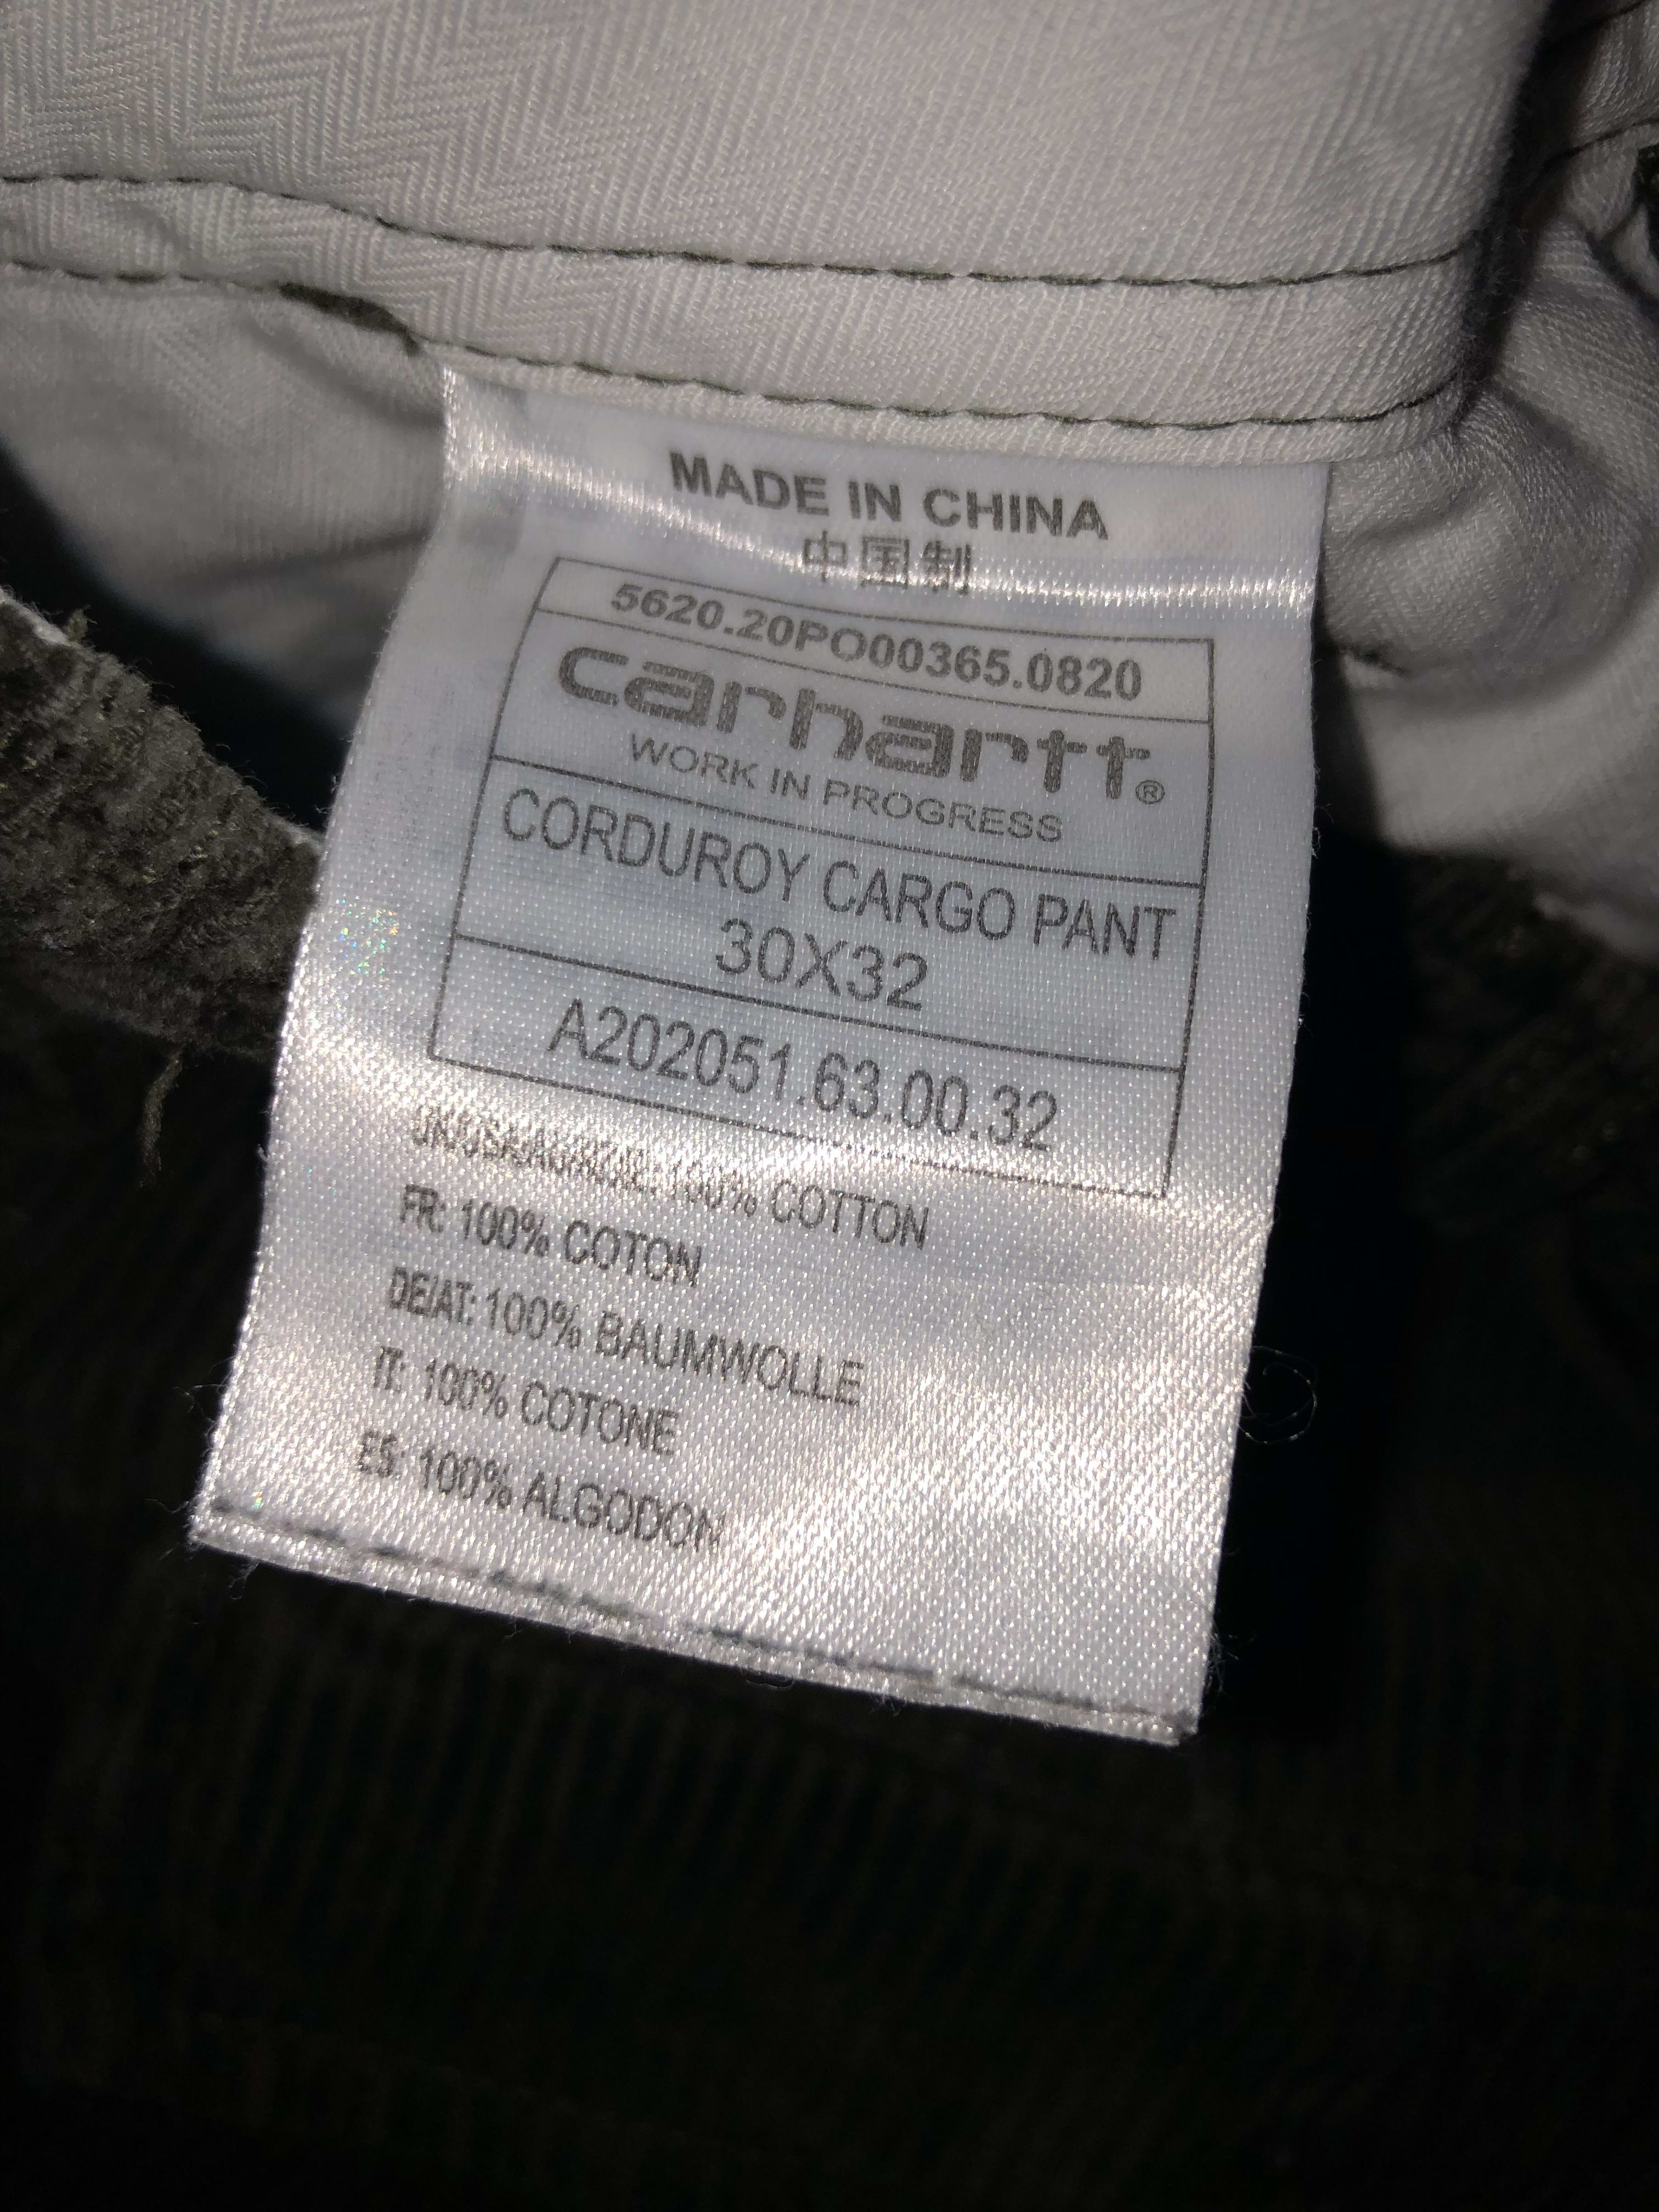 MADE IN CHINA
中国制
5620.20PO00365.0820
carhartt®
WORK IN PROGRESS
CORDUROY CARGO PANT
30X32
A202051.63.00.32
100% COTTON
FR: 100% COTON
DE/AT: 100% BAUMWOLLE
IT: 100% COTONE
ES: 100% ALGODON